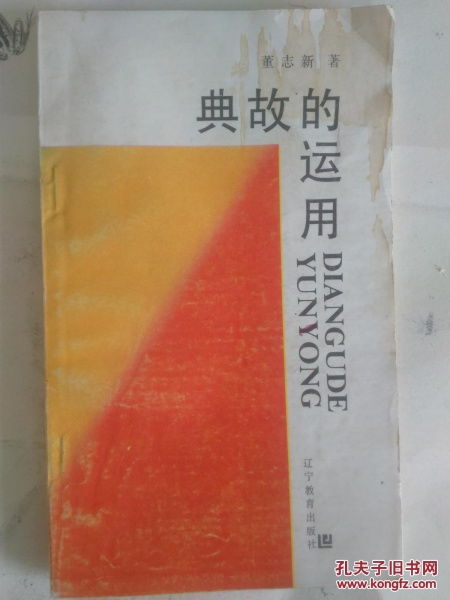 董志新 著
典故的
运用
DIANGUDE
YUNYONG
辽宁教育出版社
孔夫子旧书网
www.kongfz.com